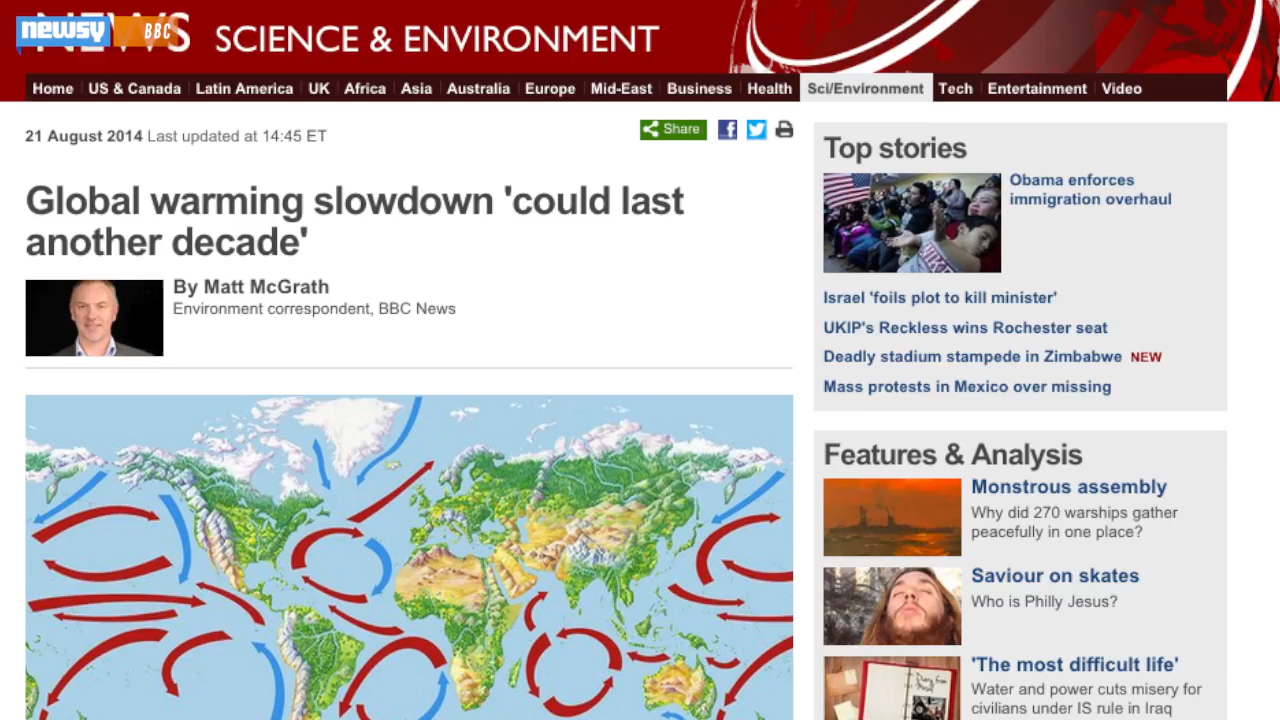 newsy BBC
NEWS SCIENCE & ENVIRONMENT
Home US & Canada Latin America UK Africa Asia Australia Europe Mid-East Business Health Sci/Environment Tech Entertainment Video
21 August 2014 Last updated at 14:45 ET
Share
Global warming slowdown 'could last
another decade'
By Matt McGrath
Environment correspondent, BBC News
Top stories
Obama enforces
immigration overhaul
Israel 'foils plot to kill minister'
UKIP's Reckless wins Rochester seat
Deadly stadium stampede in Zimbabwe NEW
Mass protests in Mexico over missing
Features & Analysis
Monstrous assembly
Why did 270 warships gather
peacefully in one place?
Saviour on skates
Who is Philly Jesus?
'The most difficult life'
Water and power cuts misery for
civilians under IS rule in Iraq